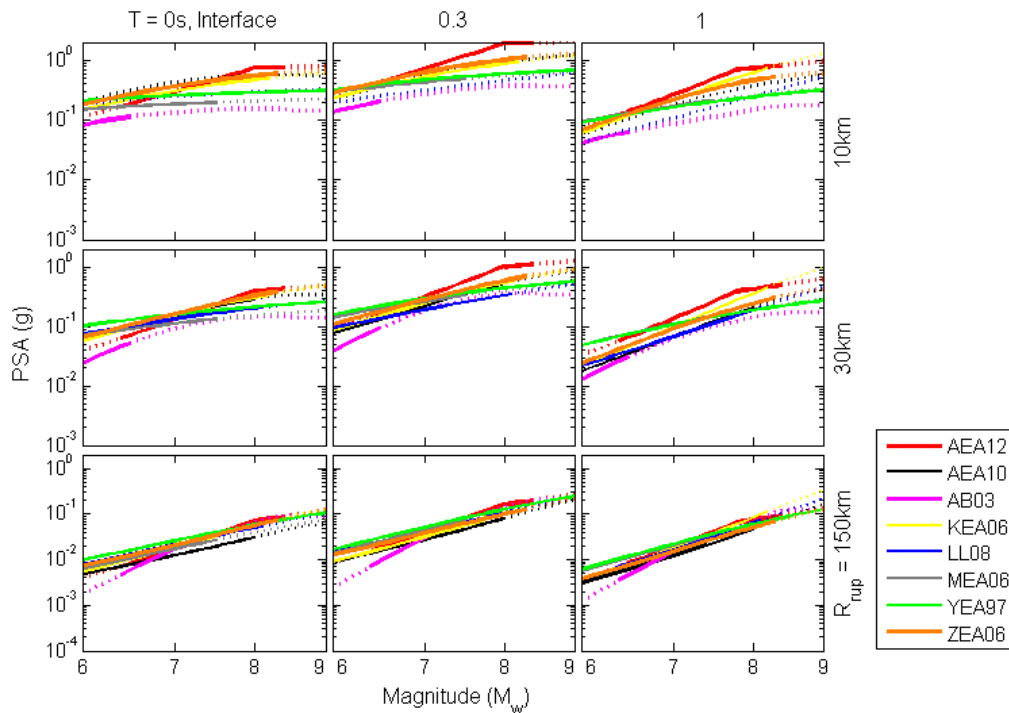 T = 0s, Interface
0.3
1
10^0
10^-1
10^-2
10^-3
10km
10^0
10^-1
10^-2
10^-3
30km
PSA (g)
10^0
10^-1
10^-2
10^-3
10^-4
R_rup = 150km
6 7 8 9
6 7 8 9
6 7 8 9
Magnitude (M_w)
AEA12
AEA10
AB03
KEA06
LL08
MEA06
YEA97
ZEA06